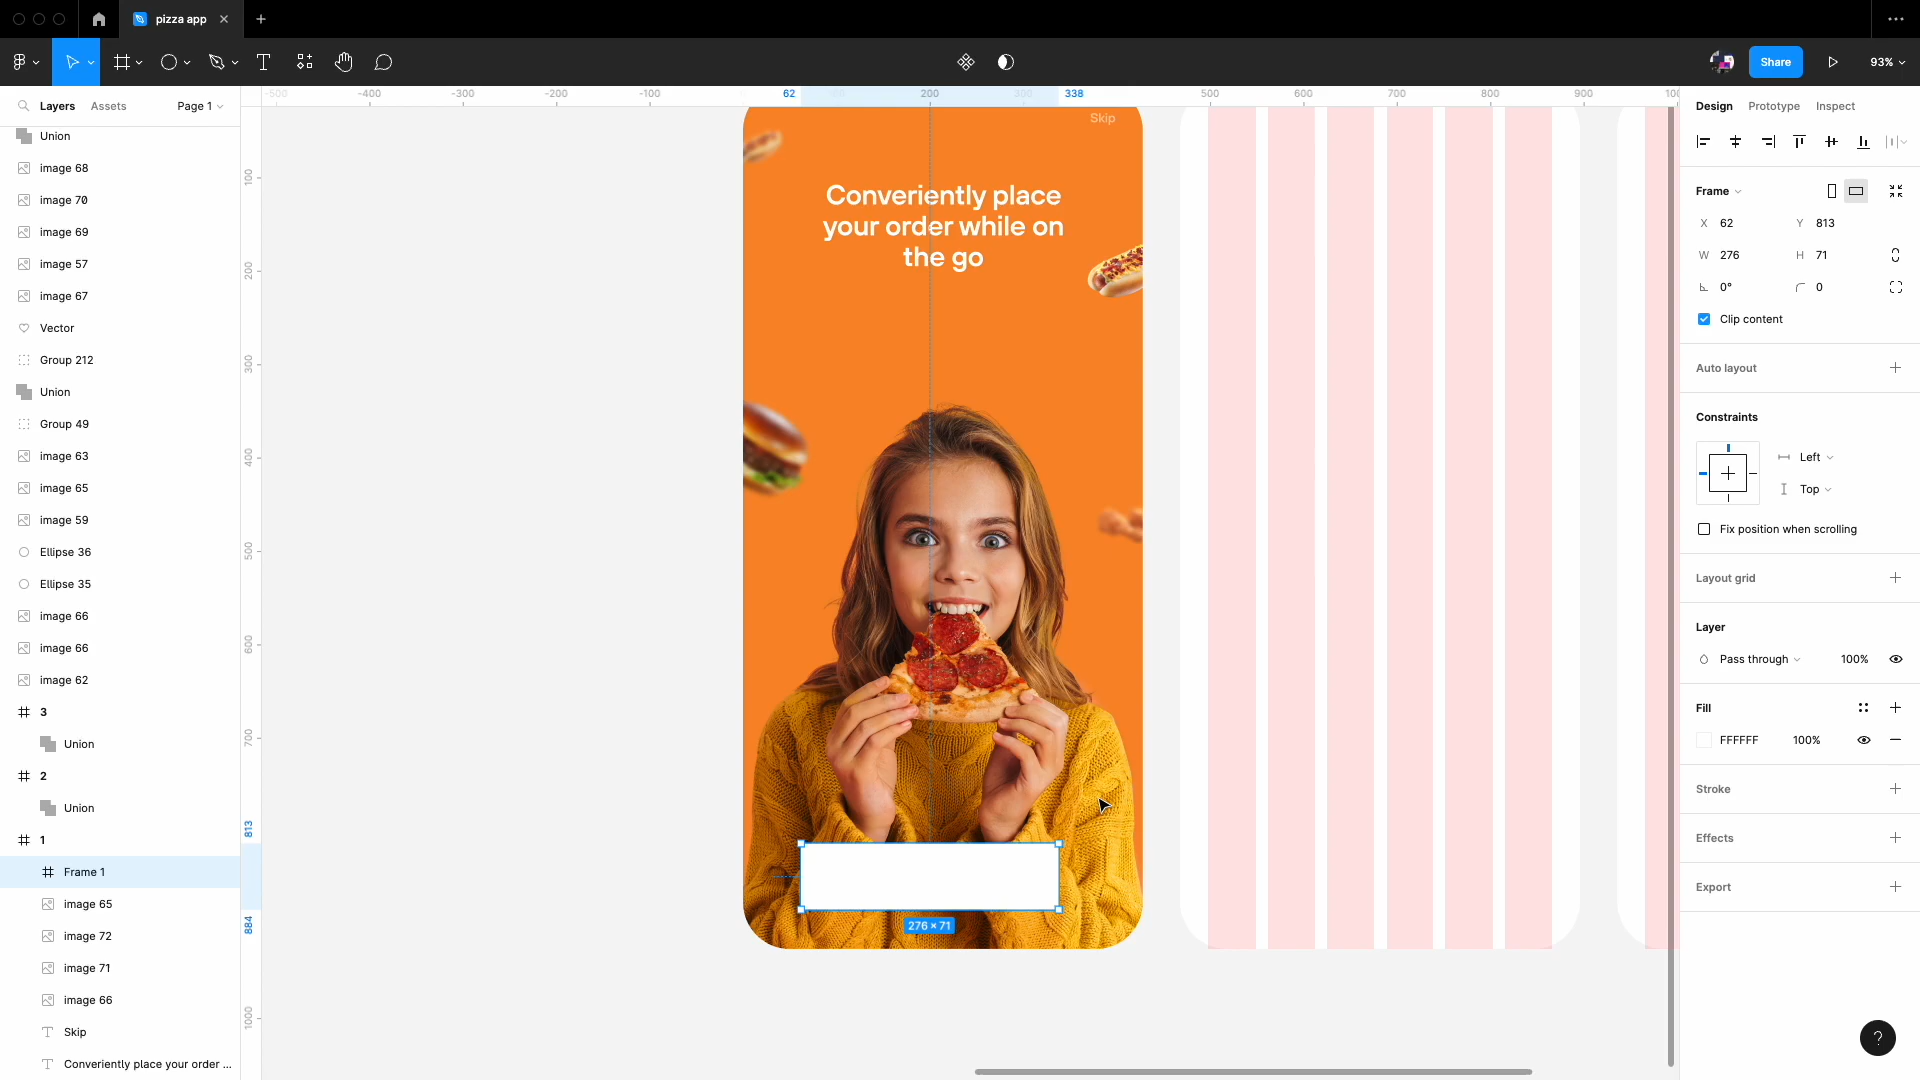 pizza app
Share
93%
Layers
Assets
Page 1
-500
-400
-300
-200
-100
62
200
300
338
500
600
700
800
900
Design
Prototype
Inspect
Union
image 68
image 70
image 69
image 57
image 67
Vector
Group 212
Union
Group 49
image 63
image 65
image 59
Ellipse 36
Ellipse 35
image 66
image 66
image 62
3
Union
2
Union
1
Frame 1
image 65
image 72
image 71
image 66
Skip
Converiently place your order ...
100
200
300
400
500
600
700
813
884
1000
Skip
Converiently place
your order while on
the go
276 × 71
Frame
X 62
Y 813
W 276
H 71
0°
0
Clip content
Auto layout
Constraints
Left
Top
Fix position when scrolling
Layout grid
Layer
Pass through
100%
Fill
FFFFFF
100%
Stroke
Effects
Export
?